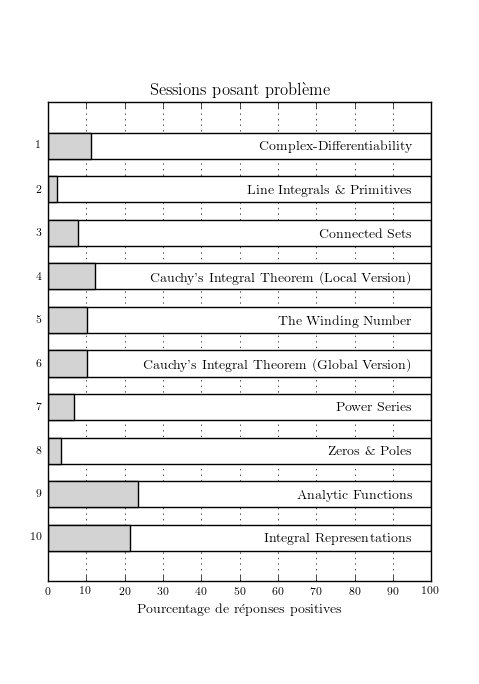 Sessions posant problème
1 Complex-Differentiability
2 Line Integrals & Primitives
3 Connected Sets
4 Cauchy's Integral Theorem (Local Version)
5 The Winding Number
6 Cauchy's Integral Theorem (Global Version)
7 Power Series
8 Zeros & Poles
9 Analytic Functions
10 Integral Representations
0 10 20 30 40 50 60 70 80 90 100
Pourcentage de réponses positives